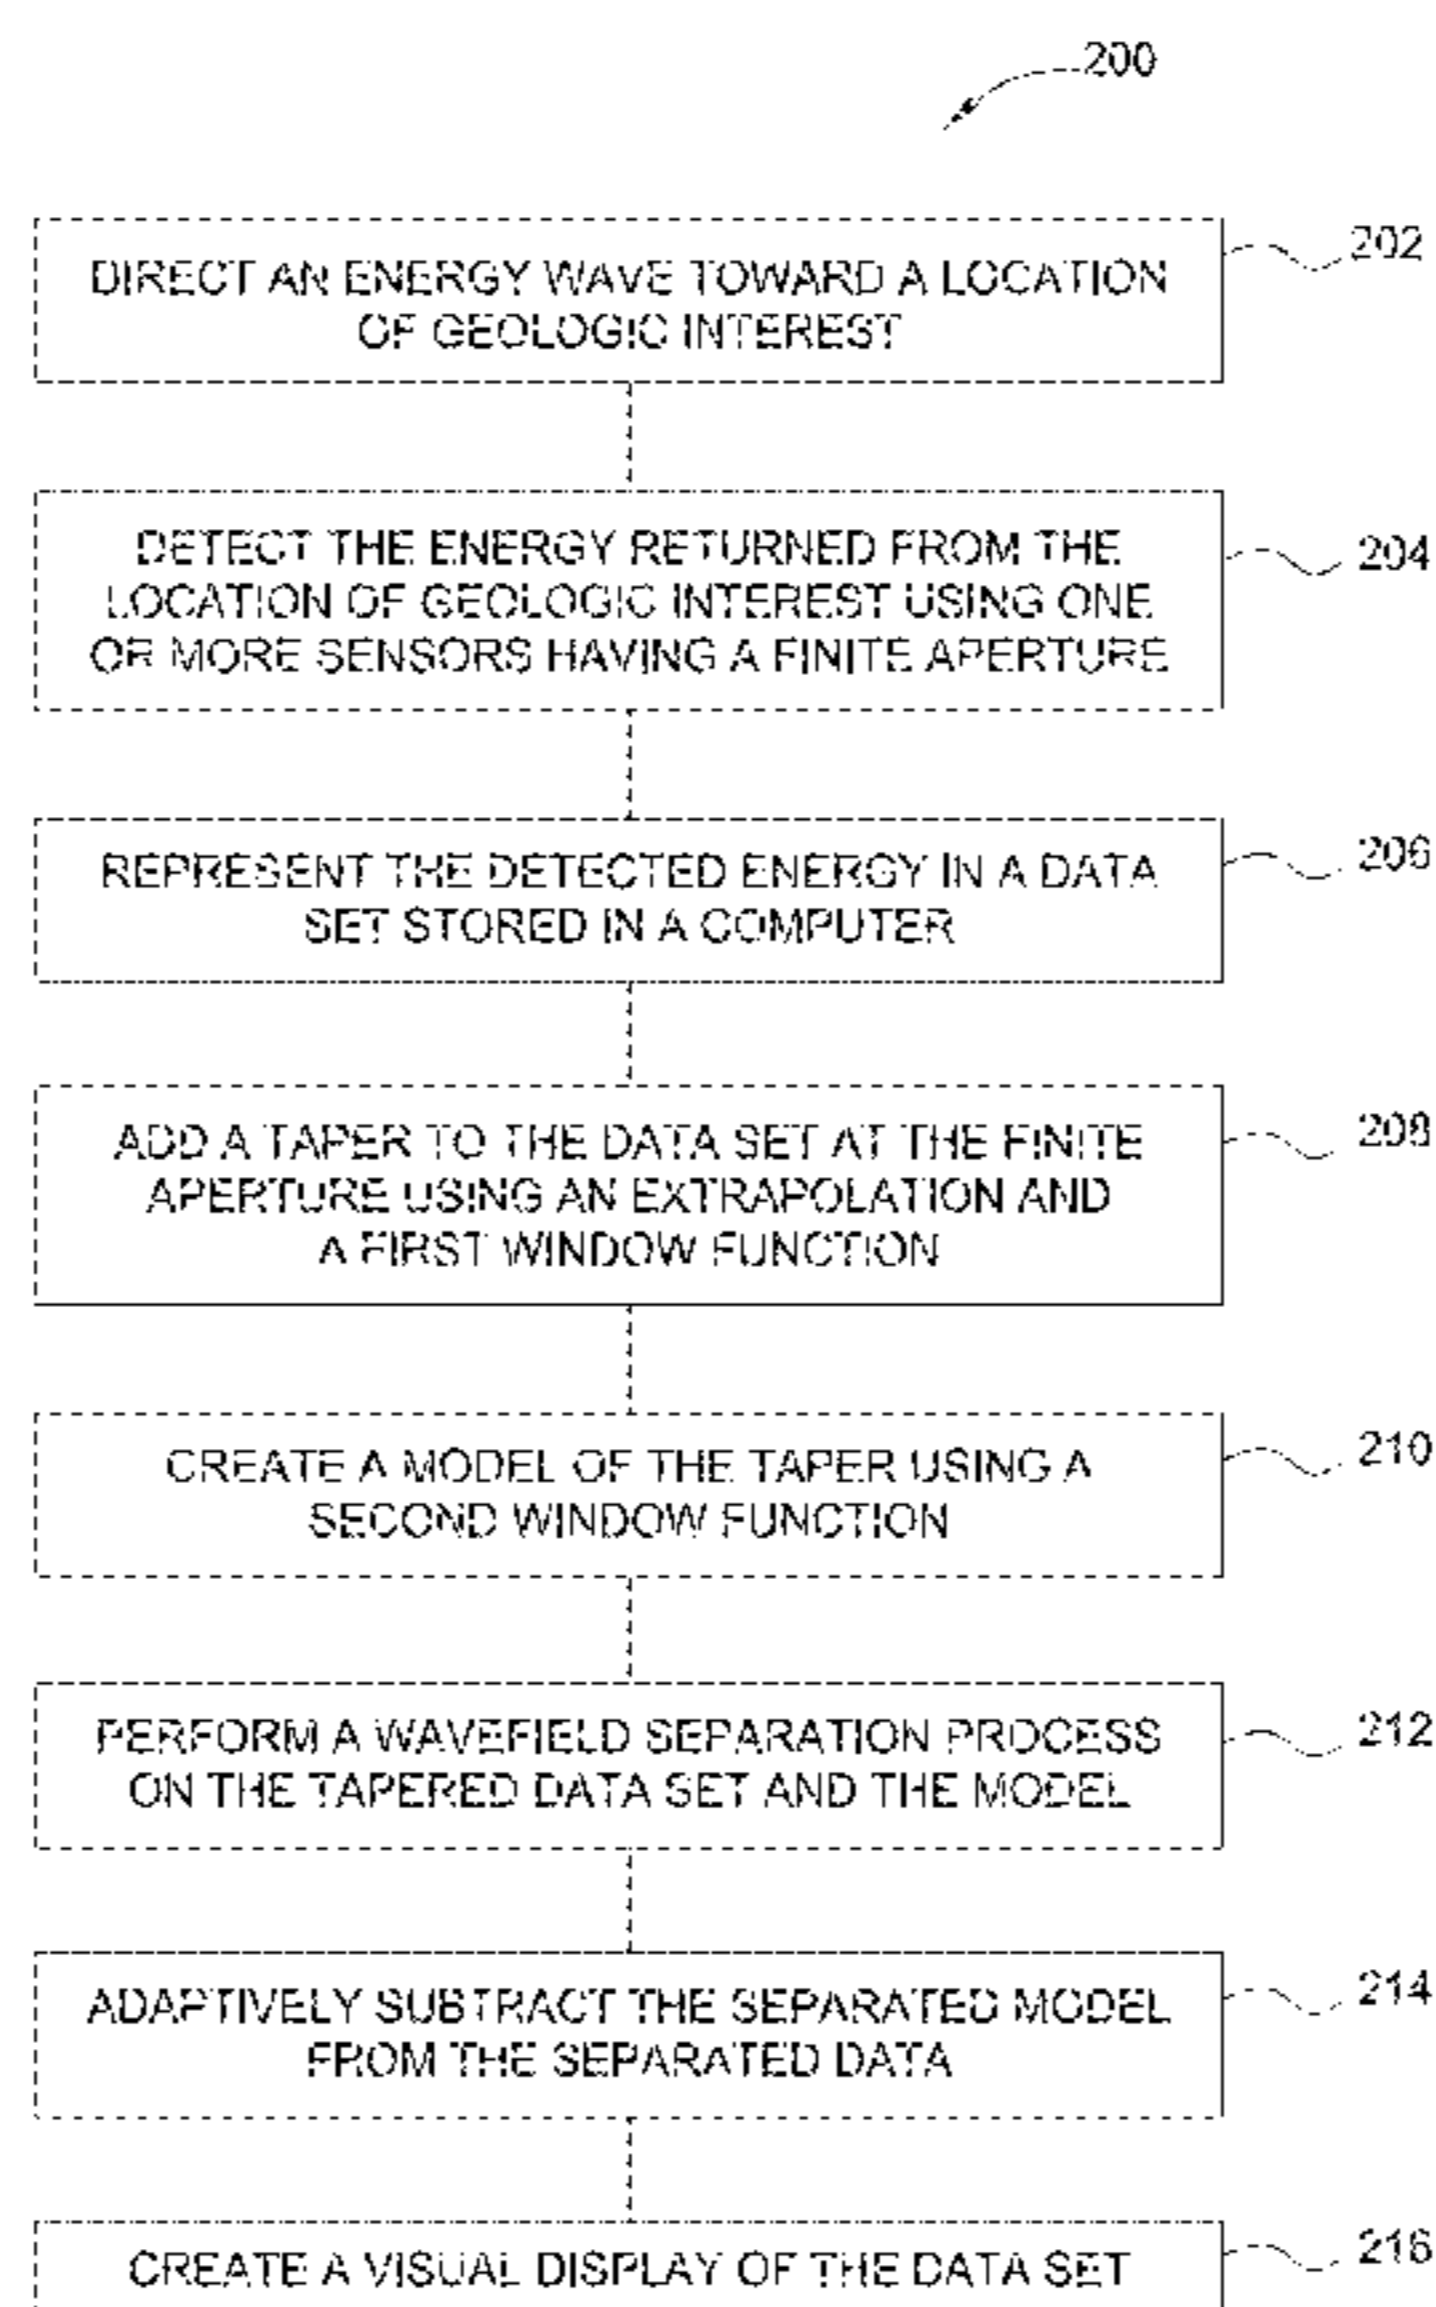 200
DIRECT AN ENERGY WAVE TOWARD A LOCATION
OF GEOLOGIC INTEREST
202
DETECT THE ENERGY RETURNED FROM THE
LOCATION OF GEOLOGIC INTEREST USING ONE
OR MORE SENSORS HAVING A FINITE APERTURE
204
REPRESENT THE DETECTED ENERGY IN A DATA
SET STORED IN A COMPUTER
206
ADD A TAPER TO THE DATA SET AT THE FINITE
APERTURE USING AN EXTRAPOLATION AND
A FIRST WINDOW FUNCTION
208
CREATE A MODEL OF THE TAPER USING A
SECOND WINDOW FUNCTION
210
PERFORM A WAVEFIELD SEPARATION PROCESS
ON THE TAPERED DATA SET AND THE MODEL
212
ADAPTIVELY SUBTRACT THE SEPARATED MODEL
FROM THE SEPARATED DATA
214
CREATE A VISUAL DISPLAY OF THE DATA SET
216